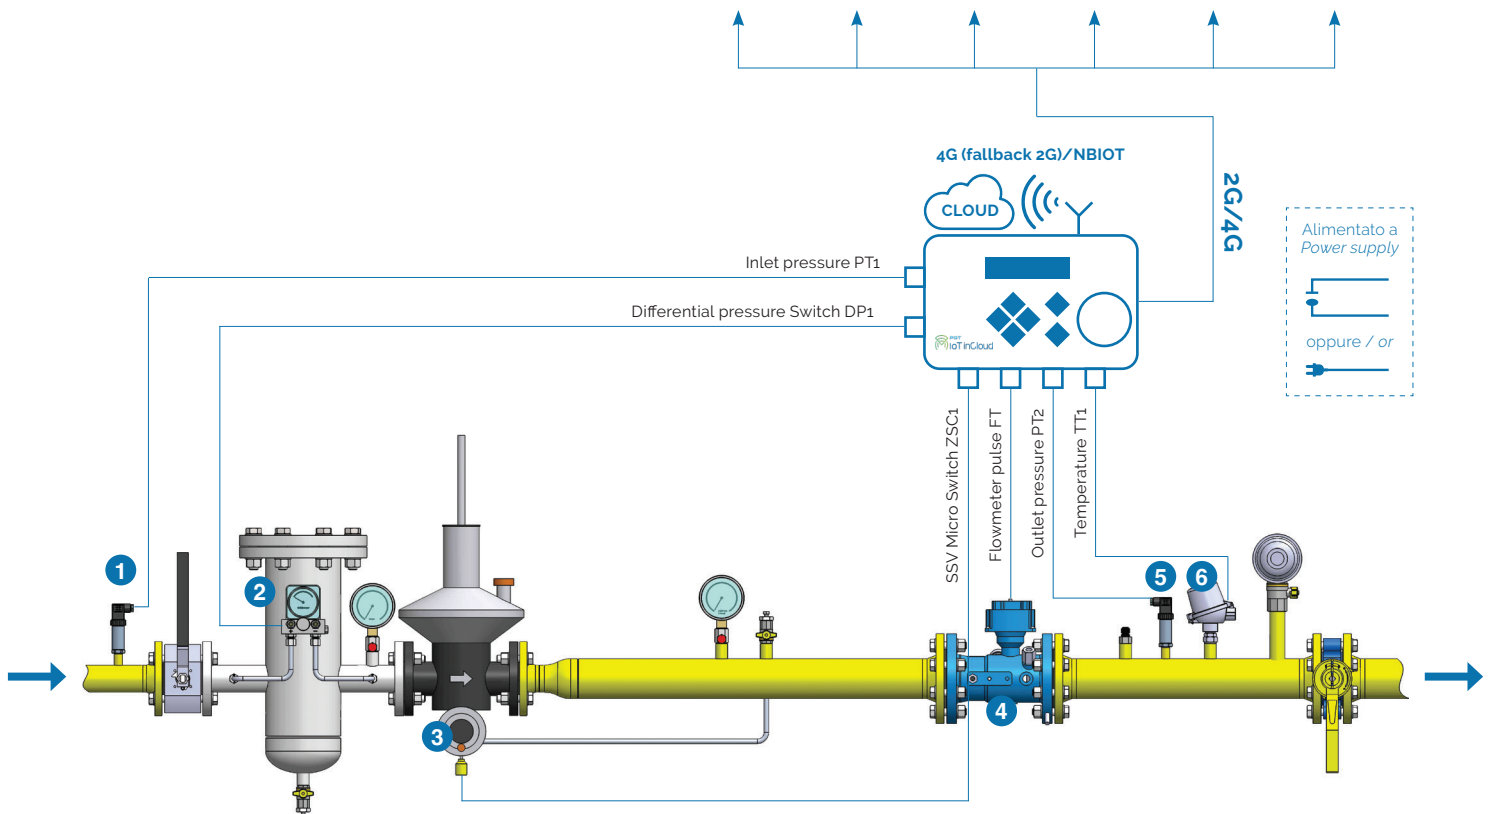 4G (fallback 2G)/NBIOT
CLOUD
2G/4G
Alimentato a
Power supply
oppure / or
Inlet pressure PT1
Differential pressure Switch DP1
PGT
IoT inCloud
SSV Micro Switch ZSC1
Flowmeter pulse FT
Outlet pressure PT2
Temperature TT1
1
2
3
4
5
6